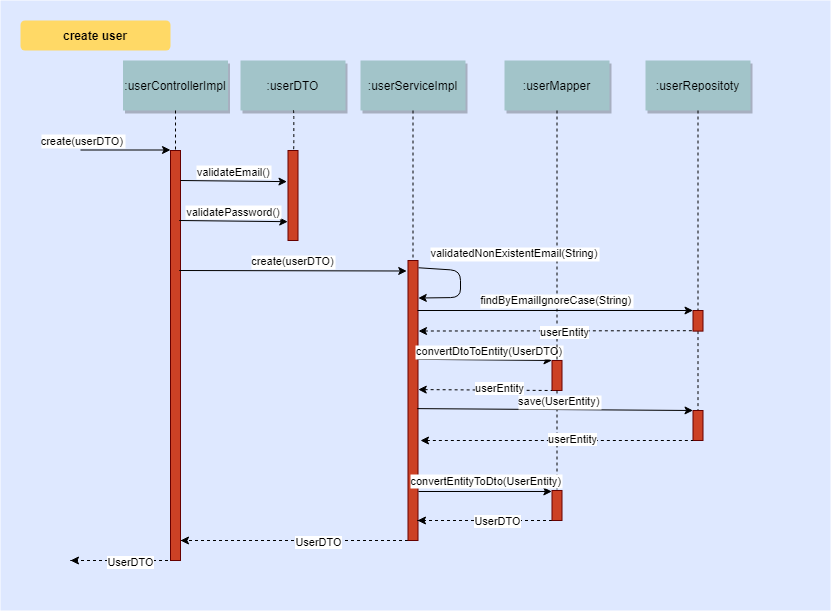 create user
:userControllerImpl
:userDTO
:userServiceImpl
:userMapper
:userRepositoty
create(userDTO)
validateEmail()
validatePassword()
create(userDTO)
validatedNonExistentEmail(String)
findByEmailIgnoreCase(String)
userEntity
convertDtoToEntity(UserDTO)
userEntity
save(UserEntity)
userEntity
convertEntityToDto(UserEntity)
UserDTO
UserDTO
UserDTO